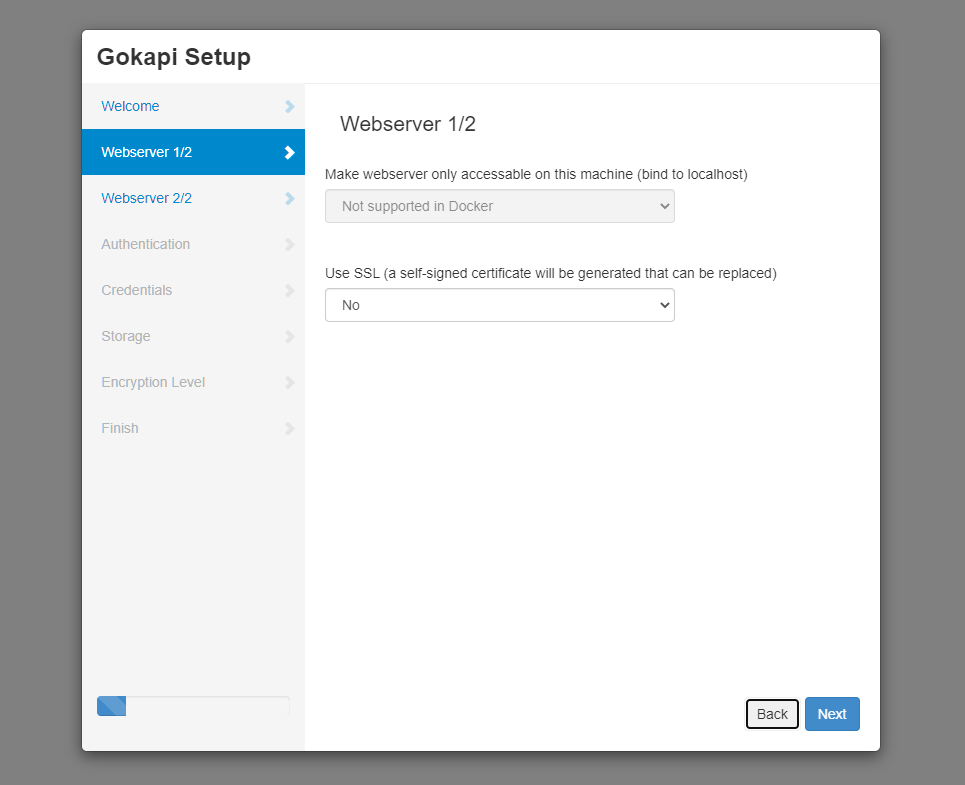 Gokapi Setup
Welcome
Webserver 1/2
Webserver 2/2
Authentication
Credentials
Storage
Encryption Level
Finish
Webserver 1/2
Make webserver only accessable on this machine (bind to localhost)
Not supported in Docker
Use SSL (a self-signed certificate will be generated that can be replaced)
No
Back
Next